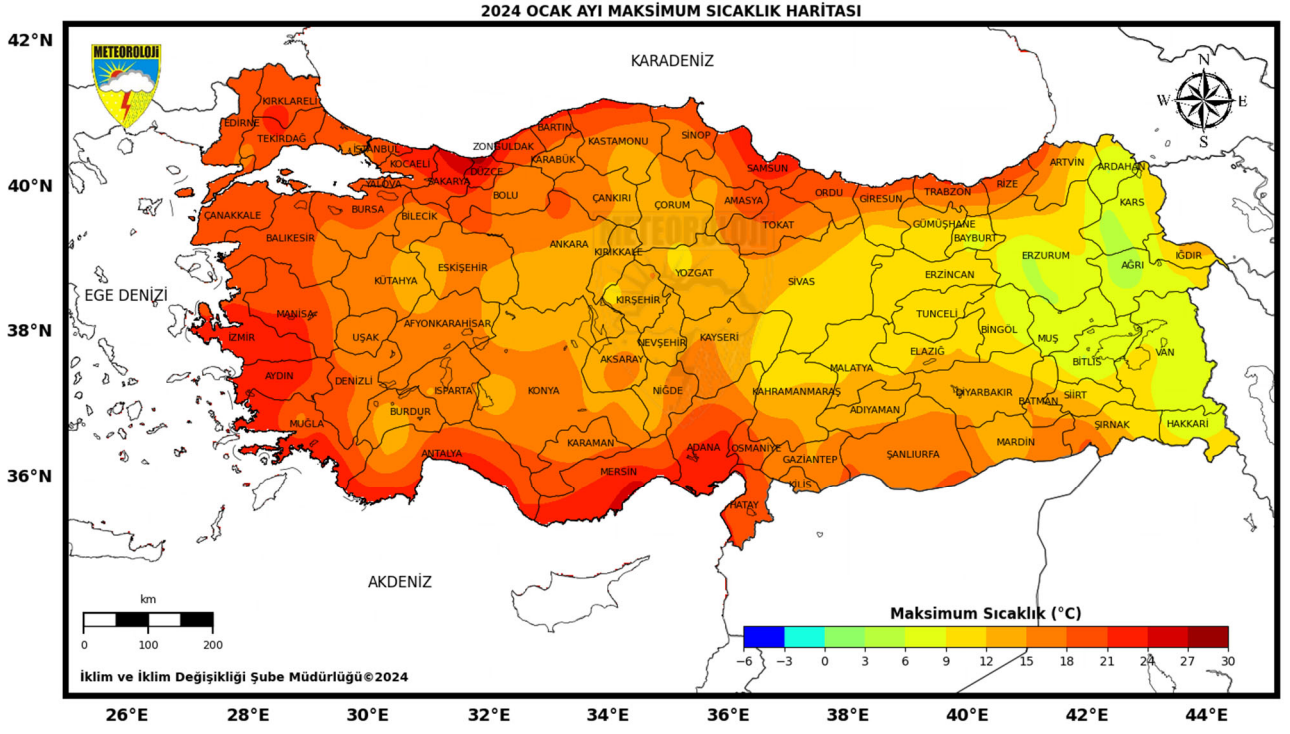 2024 OCAK AYI MAKSİMUM SICAKLIK HARİTASI
42°N
METEOROLOJİ
KARADENİZ
N
W E
S
KIRKLARELİ
EDİRNE
TEKİRDAĞ
İSTANBUL
KOCAELİ
YALOVA
SAKARYA
DÜZCE
ZONGULDAK
BARTIN
KARABÜK
KASTAMONU
SİNOP
SAMSUN
ORDU
GİRESUN
TRABZON
RİZE
ARTVİN
ARDAHAN
40°N
ÇANAKKALE
BURSA
BİLECİK
BOLU
ÇANKIRI
ÇORUM
AMASYA
TOKAT
GÜMÜŞHANE
BAYBURT
KARS
BALIKESİR
ESKİŞEHİR
ANKARA
KIRIKKALE
METEOROLOJİ
ERZURUM
AĞRI
IĞDIR
EGE DENİZİ
KÜTAHYA
KIRŞEHİR
YOZGAT
SİVAS
ERZİNCAN
TUNCELİ
38°N
MANİSA
İZMİR
UŞAK
AFYONKARAHİSAR
NEVŞEHİR
KAYSERİ
BİNGÖL
MUŞ
BİTLİS
VAN
AKSARAY
ELAZIĞ
MALATYA
AYDIN
DENİZLİ
ISPARTA
KONYA
NİĞDE
KAHRAMANMARAŞ
DİYARBAKIR
BATMAN
SİİRT
MUĞLA
BURDUR
ADIYAMAN
ŞIRNAK
HAKKARİ
ANTALYA
KARAMAN
MERSİN
ADANA
OSMANİYE
GAZİANTEP
ŞANLIURFA
MARDİN
36°N
KİLİS
HATAY
AKDENİZ
km
0 100 200
Maksimum Sıcaklık (°C)
−6 −3 0 3 6 9 12 15 18 21 24 27 30
İklim ve İklim Değişikliği Şube Müdürlüğü©2024
26°E 28°E 30°E 32°E 34°E 36°E 38°E 40°E 42°E 44°E